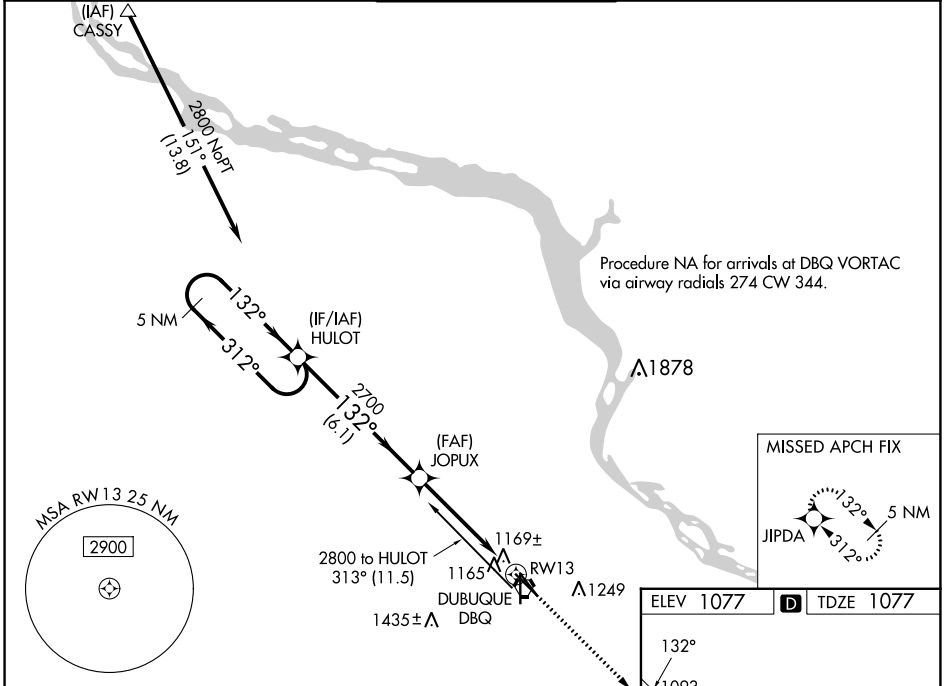 (IAF)
CASSY
2800 NoPT
151°
(13.8)
Procedure NA for arrivals at DBQ VORTAC
via airway radials 274 CW 344.
132°
5 NM
312°
(IF/IAF)
HULOT
1878
2700
132°
(6.1)
(FAF)
JOPUX
MISSED APCH FIX
132°
5 NM
JIPDA
312°
MSA RW13 25 NM
2900
2800 to HULOT
313° (11.5)
1169±
1165
RW13
1249
DUBUQUE
DBQ
1435±
ELEV 1077
D
TDZE 1077
132°
1093